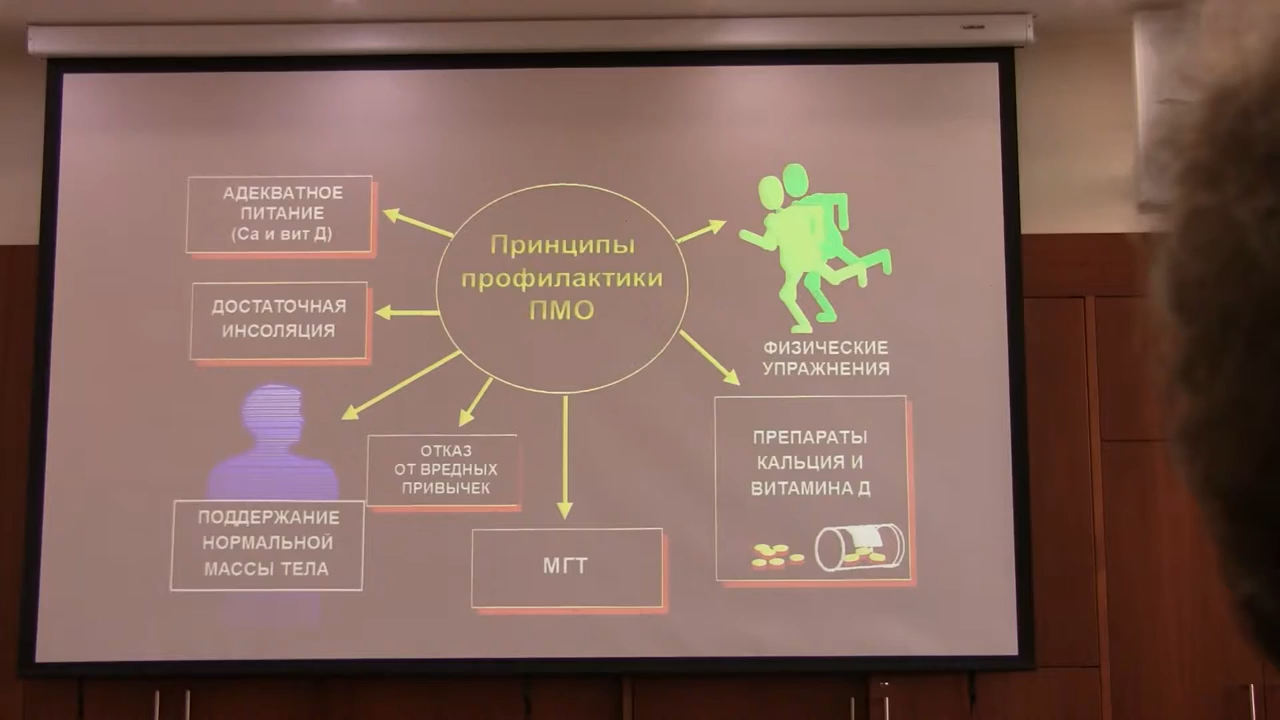 Принципы
профилактики
ПМО
АДЕКВАТНОЕ
ПИТАНИЕ
(Са и вит Д)
ДОСТАТОЧНАЯ
ИНСОЛЯЦИЯ
ПОДДЕРЖАНИЕ
НОРМАЛЬНОЙ
МАССЫ ТЕЛА
ОТКАЗ
ОТ ВРЕДНЫХ
ПРИВЫЧЕК
МГТ
ПРЕПАРАТЫ
КАЛЬЦИЯ И
ВИТАМИНА Д
ФИЗИЧЕСКИЕ
УПРАЖНЕНИЯ